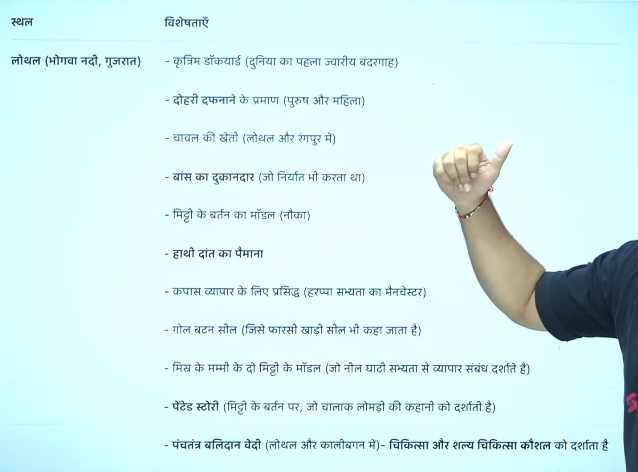 स्थल विशेषताएँ
लोथल (भोगवा नदी, गुजरात) - कृत्रिम डॉकयार्ड (दुनिया का पहला ज्वारीय बंदरगाह)
- दोहरी दफनाने के प्रमाण (पुरुष और महिला)
- चावल की खेती (लोथल और रंगपुर में)
- बांस का दुकानदार (जो निर्यात भी करता था)
- मिट्टी के बर्तन का मॉडल (नौका)
- हाथी दांत का पैमाना
- कपास व्यापार के लिए प्रसिद्ध (हरप्पा सभ्यता का मैनचेस्टर)
- गोल बटन सील (जिसे फारसी खाड़ी सील भी कहा जाता है)
- मिस्र के मम्मी के दो मिट्टी के मॉडल (जो नील घाटी सभ्यता से व्यापार संबंध दर्शाते हैं)
- पेंटेड स्टोरी (मिट्टी के बर्तन पर, जो चालाक लोमड़ी की कहानी को दर्शाती है)
- पंचतंत्र बलिदान वेदी (लोथल और कालीबगन में)- चिकित्सा और शल्य चिकित्सा कौशल को दर्शाता है